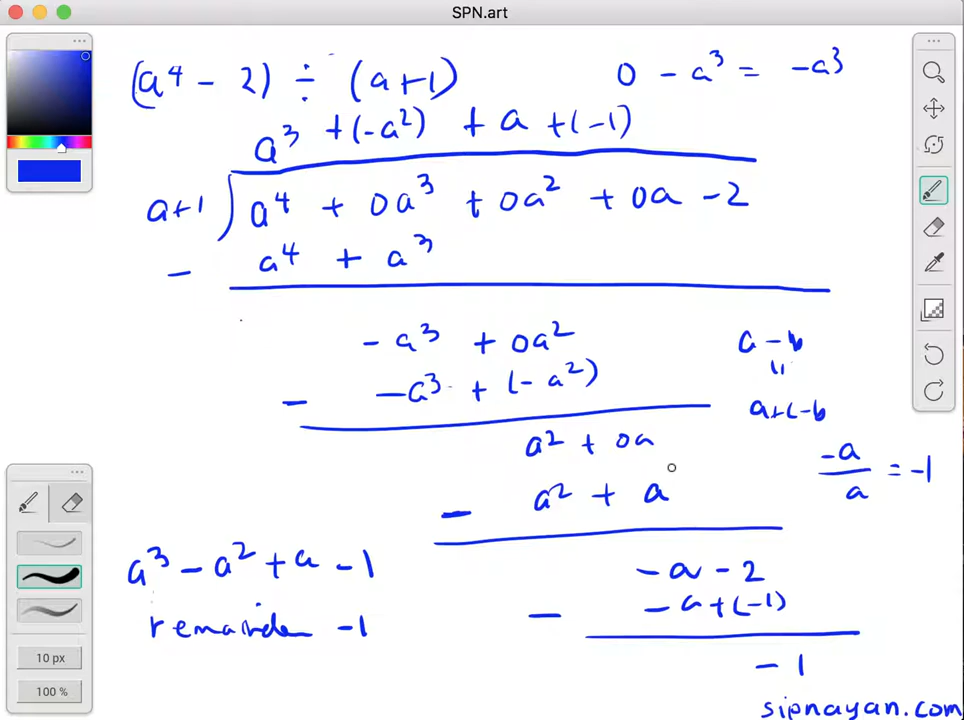 SPN.art
(a⁴ - 2) ÷ (a+1)
0 - a³ = -a³
a³ + (-a²) + a + (-1)
a+1 ) a⁴ + 0a³ + 0a² + 0a - 2
- a⁴ + a³
-a³ + 0a²
- -a³ + (-a²)
a - b
a+(-b
a² + 0a
- a² + a
-a/a = -1
-a - 2
- -a + (-1)
-1
a³ - a² + a - 1
remainder -1
10 px
100 %
sipnayan.com